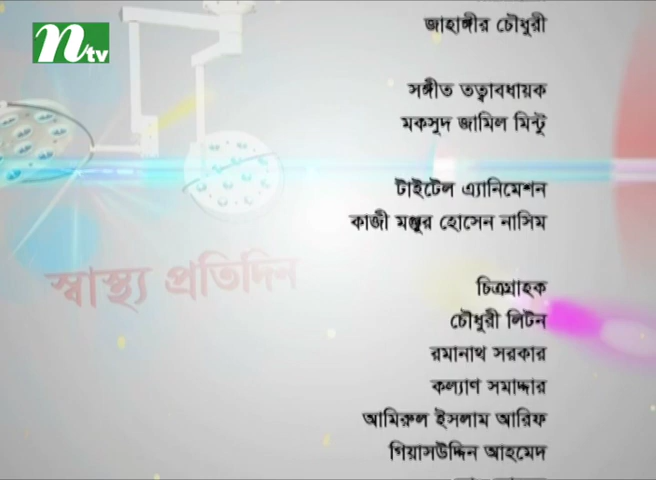 ntv
জাহাঙ্গীর চৌধুরী
সঙ্গীত তত্ত্বাবধায়ক
মকসুদ জামিল মিন্টু
টাইটেল এ্যানিমেশন
কাজী মঞ্জুর হোসেন নাসিম
স্বাস্থ্য প্রতিদিন
চিত্রগ্রাহক
চৌধুরী লিটন
রমানাথ সরকার
কল্যাণ সমাদ্দার
আমিরুল ইসলাম আরিফ
গিয়াসউদ্দিন আহমেদ